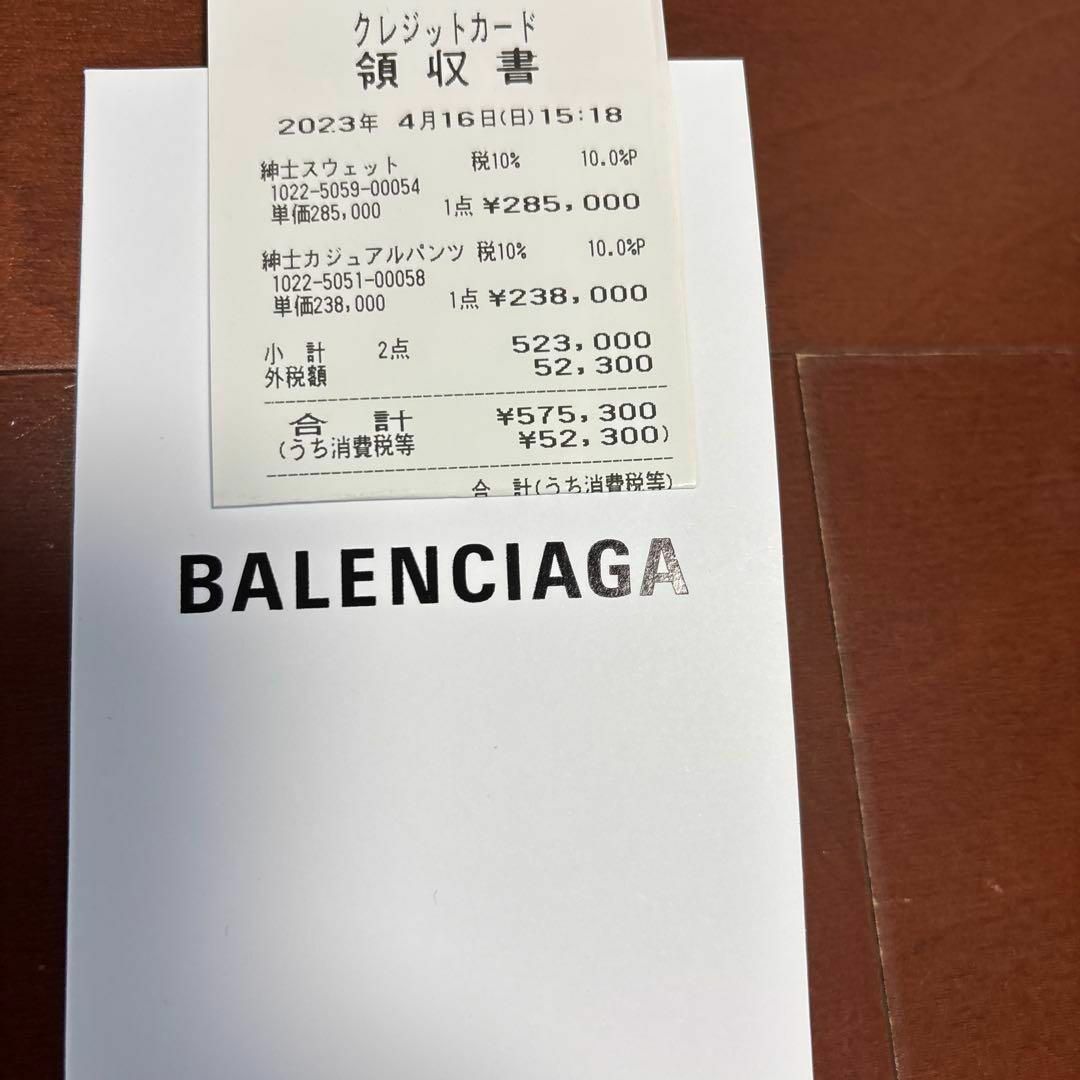 クレジットカード
領収書
2023年 4月16日(日)15:18
紳士スウェット 税10% 10.0%P
1022-5059-00054
単価285,000 1点 ¥285,000
紳士カジュアルパンツ 税10% 10.0%P
1022-5051-00058
単価238,000 1点 ¥238,000
小 計 2点 523,000
外税額 52,300
合 計 ¥575,300
(うち消費税等 ¥52,300)
合 計(うち消費税等)
BALENCIAGA